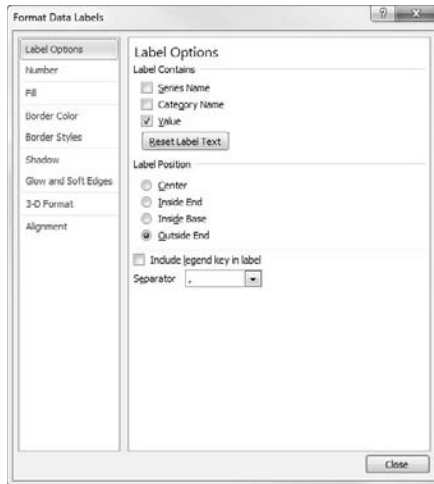 Format Data Labels
?
X
Label Options
Number
Fill
Border Color
Border Styles
Shadow
Glow and Soft Edges
3-D Format
Alignment
Label Options
Label Contains
Series Name
Category Name
Value
Reset Label Text
Label Position
Center
Inside End
Inside Base
Outside End
Include legend key in label
Separator ,
Close